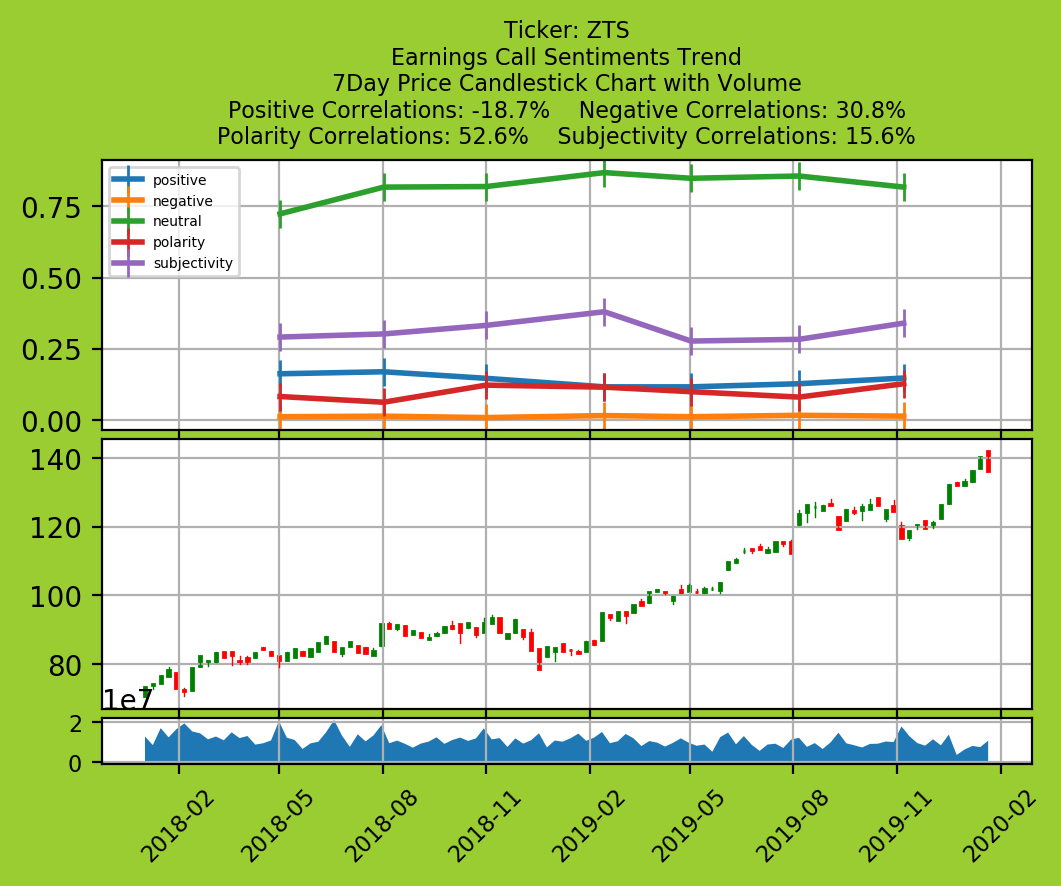 Ticker: ZTS
Earnings Call Sentiments Trend
7Day Price Candlestick Chart with Volume
Positive Correlations: -18.7%    Negative Correlations: 30.8%
Polarity Correlations: 52.6%    Subjectivity Correlations: 15.6%
positive
negative
neutral
polarity
subjectivity
0.75
0.50
0.25
0.00
140
120
100
80
1e7
2
0
2018-02
2018-05
2018-08
2018-11
2019-02
2019-05
2019-08
2019-11
2020-02